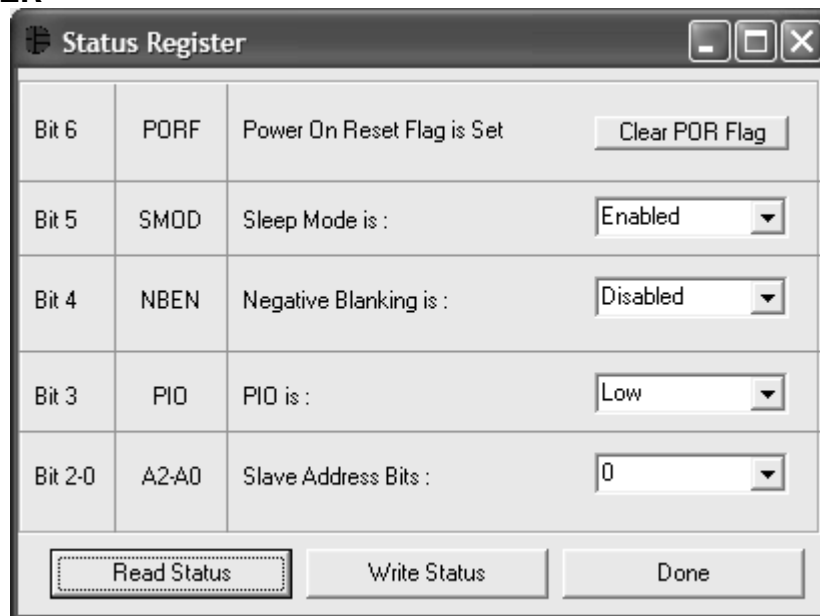 Status Register
Bit 6 PORF Power On Reset Flag is Set Clear POR Flag
Bit 5 SMOD Sleep Mode is : Enabled
Bit 4 NBEN Negative Blanking is : Disabled
Bit 3 PIO PIO is : Low
Bit 2-0 A2-A0 Slave Address Bits : 0
Read Status Write Status Done